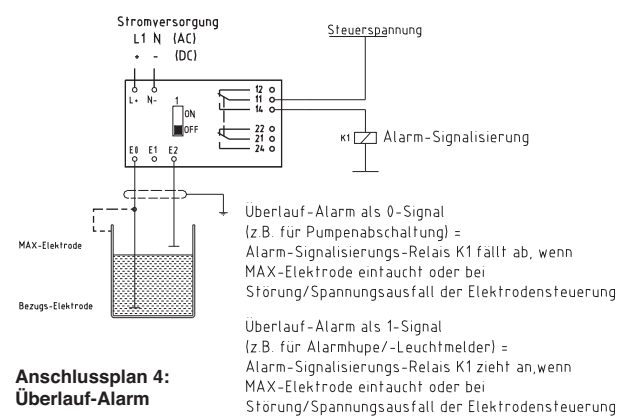 Stromversorgung
L1 N (AC)
+ - (DC)
Steuerspannung
L+ N-
1
ON
OFF
12
11
14
22
21
24
E0 E1 E2
K1 Alarm-Signalisierung
MAX-Elektrode
Bezugs-Elektrode
Überlauf-Alarm als 0-Signal
(z.B. für Pumpenabschaltung) =
Alarm-Signalisierungs-Relais K1 fällt ab, wenn
MAX-Elektrode eintaucht oder bei
Störung/Spannungsausfall der Elektrodensteuerung
Überlauf-Alarm als 1-Signal
(z.B. für Alarmhupe/-Leuchtmelder) =
Alarm-Signalisierungs-Relais K1 zieht an,wenn
MAX-Elektrode eintaucht oder bei
Störung/Spannungsausfall der Elektrodensteuerung
Anschlussplan 4:
Überlauf-Alarm